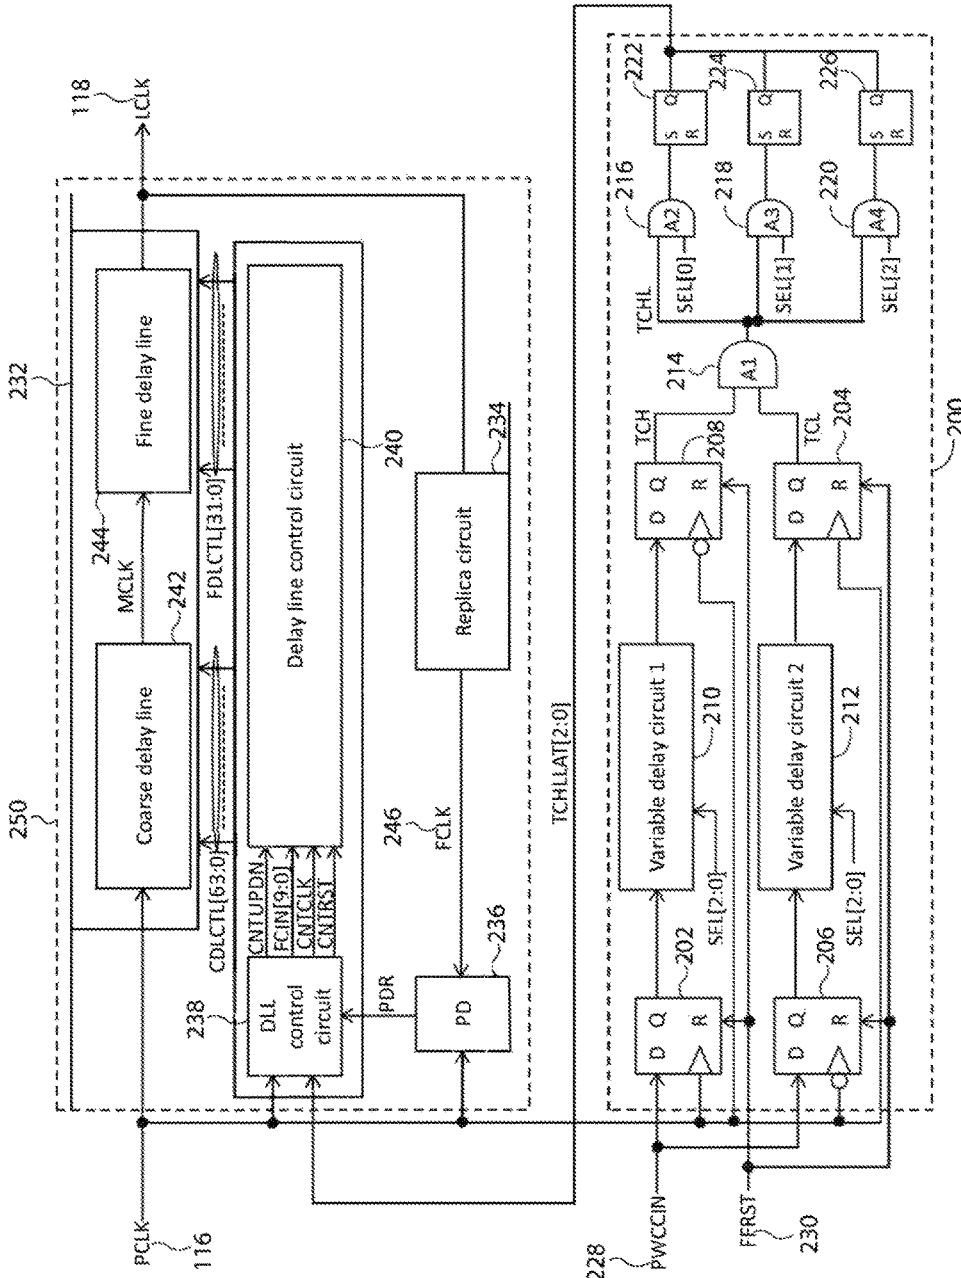 250
232
118
LCLK
244
Fine delay line
MCLK
242
Coarse delay line
CDLCTL[63:0]
FDLCTL[31:0]
240
Delay line control circuit
CNTUPDN
FCIN[9:0]
CNTCLK
CNTRST
238
DLL
control
circuit
PDR
PD
236
246
FCLK
Replica circuit
234
PCLK
116
TCHLLAT[2:0]
222
S
Q
R
224
S
Q
R
226
S
Q
R
216
A2
SEL[0]
218
A3
SEL[1]
220
A4
SEL[2]
TCHL
214
A1
TCH
TCL
208
D
Q
R
204
D
Q
R
200
Variable delay circuit 1
210
SEL[2:0]
Variable delay circuit 2
212
SEL[2:0]
202
D
Q
R
206
D
Q
R
228
PWCCIN
FFRST
230